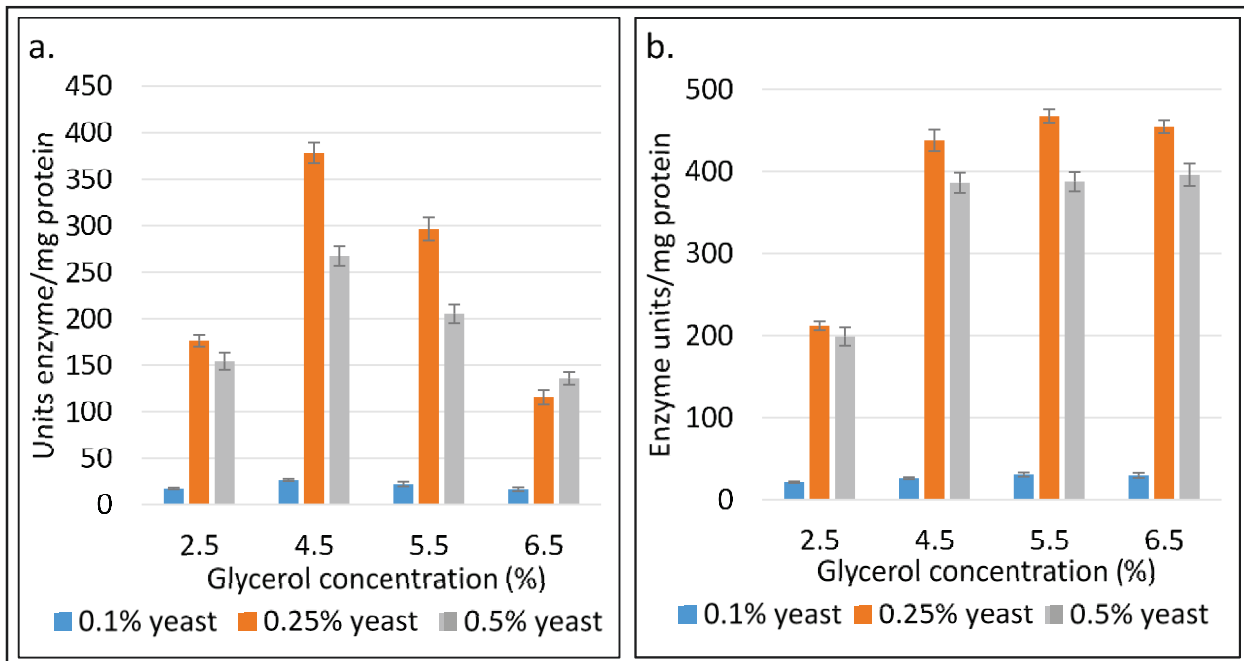 a.
Units enzyme/mg protein
450
400
350
300
250
200
150
100
50
0
2.5 4.5 5.5 6.5
Glycerol concentration (%)
0.1% yeast 0.25% yeast 0.5% yeast
b.
Enzyme units/mg protein
500
400
300
200
100
0
2.5 4.5 5.5 6.5
Glycerol concentration (%)
0.1% yeast 0.25% yeast 0.5% yeast